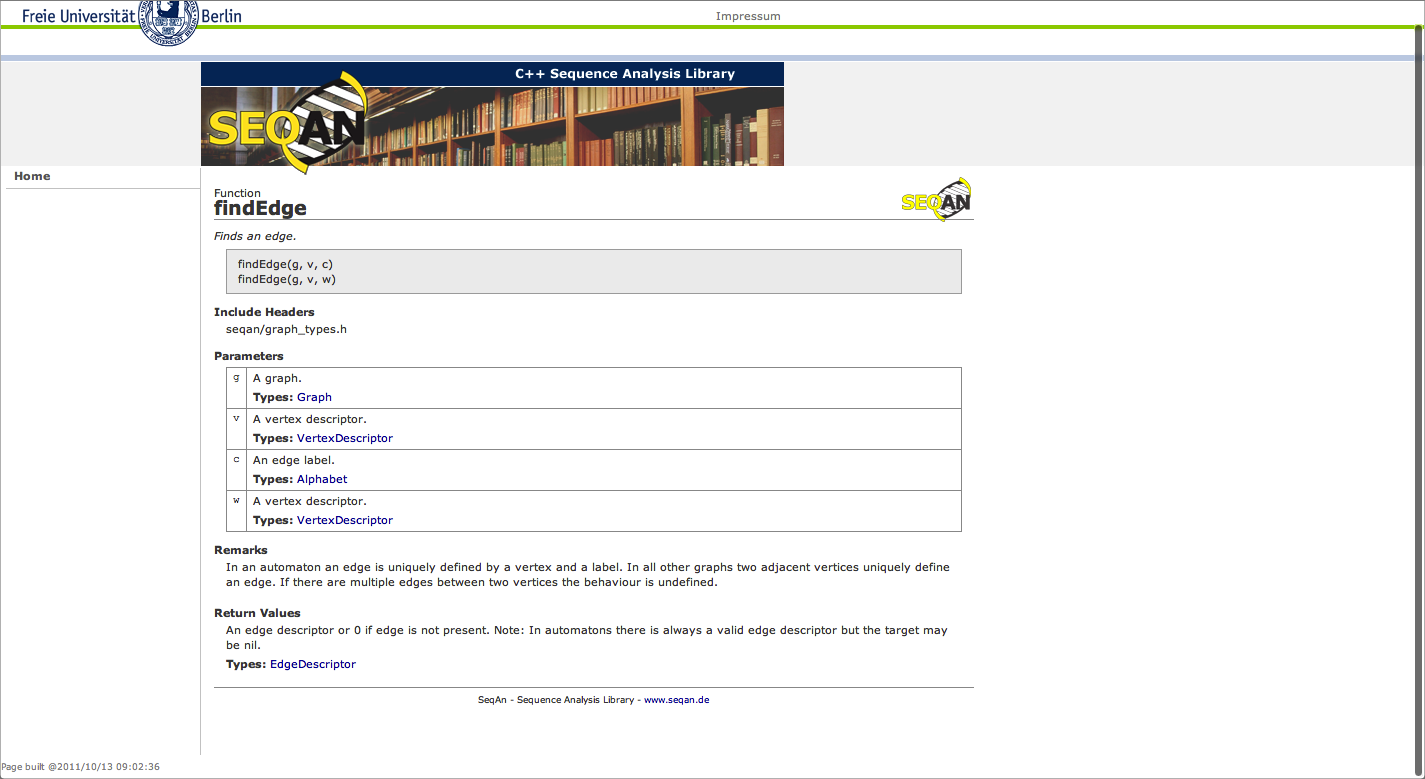 Freie Universität Berlin
Impressum
C++ Sequence Analysis Library
SEQAN
Home
Function
findEdge
SEQAN
Finds an edge.
findEdge(g, v, c)
findEdge(g, v, w)
Include Headers
seqan/graph_types.h
Parameters
g A graph.
Types: Graph
v A vertex descriptor.
Types: VertexDescriptor
c An edge label.
Types: Alphabet
w A vertex descriptor.
Types: VertexDescriptor
Remarks
In an automaton an edge is uniquely defined by a vertex and a label. In all other graphs two adjacent vertices uniquely define
an edge. If there are multiple edges between two vertices the behaviour is undefined.
Return Values
An edge descriptor or 0 if edge is not present. Note: In automatons there is always a valid edge descriptor but the target may
be nil.
Types: EdgeDescriptor
SeqAn - Sequence Analysis Library - www.seqan.de
Page built @2011/10/13 09:02:36